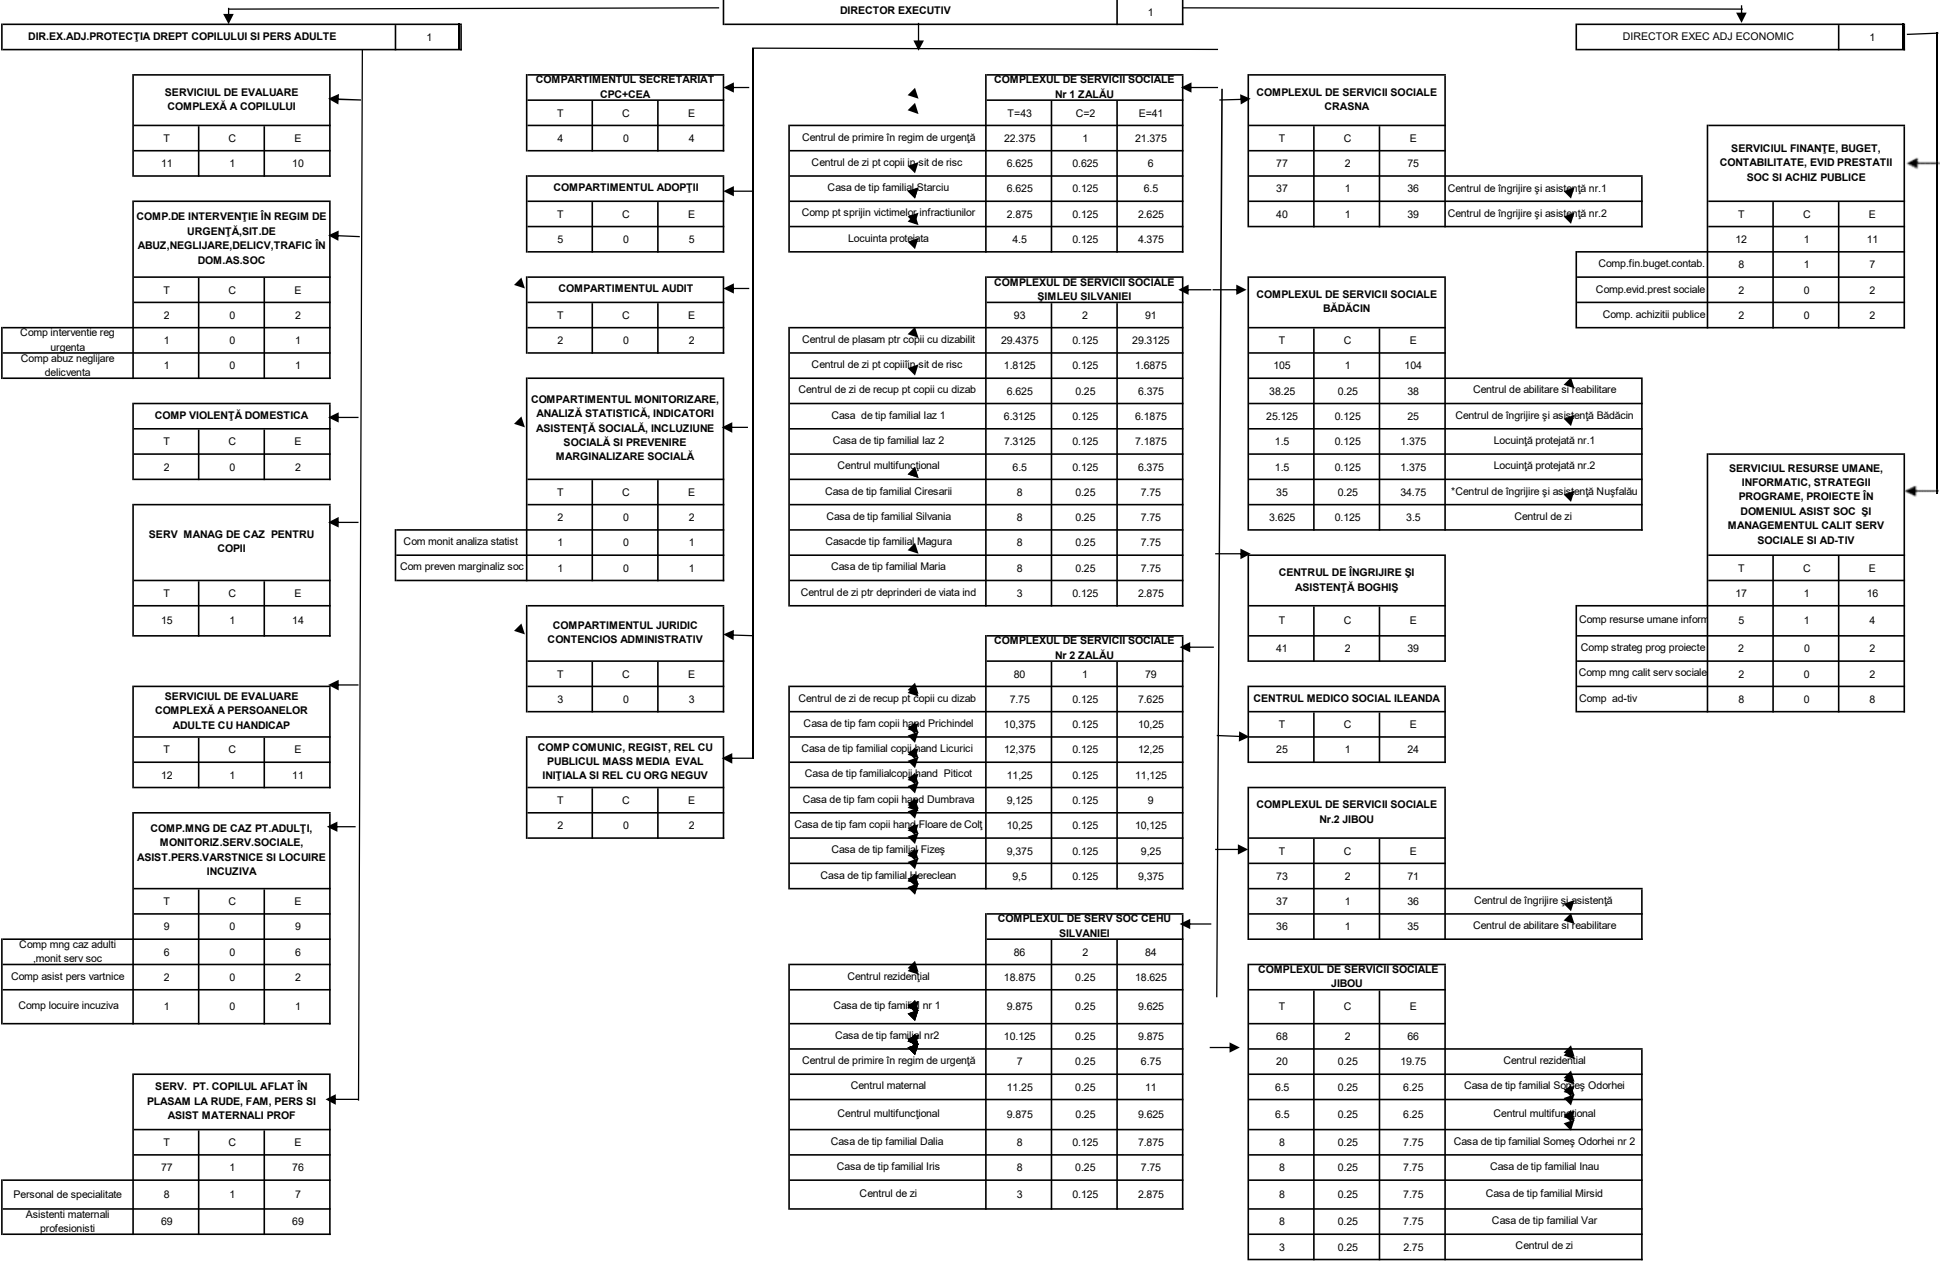 DIRECTOR EXECUTIV 1
DIR.EX.ADJ.PROTECŢIA DREPT COPILULUI SI PERS ADULTE 1
DIRECTOR EXEC ADJ ECONOMIC 1
SERVICIUL DE EVALUARE
COMPLEXĂ A COPILULUI
T C E
11 1 10
COMP.DE INTERVENŢIE ÎN REGIM DE
URGENŢĂ,SIT.DE
ABUZ,NEGLIJARE,DELICV,TRAFIC ÎN
DOM.AS.SOC
T C E
2 0 2
Comp interventie reg
urgenta 1 0 1
Comp abuz neglijare
delicventa 1 0 1
COMP VIOLENŢĂ DOMESTICA
T C E
2 0 2
SERV MANAG DE CAZ PENTRU
COPII
T C E
15 1 14
SERVICIUL DE EVALUARE
COMPLEXĂ A PERSOANELOR
ADULTE CU HANDICAP
T C E
12 1 11
COMP.MNG DE CAZ PT.ADULŢI,
MONITORIZ.SERV.SOCIALE,
ASIST.PERS.VARSTNICE SI LOCUIRE
INCUZIVA
T C E
9 0 9
Comp mng caz adulti
,monit serv soc 6 0 6
Comp asist pers vartnice 2 0 2
Comp locuire incuziva 1 0 1
SERV. PT. COPILUL AFLAT ÎN
PLASAM LA RUDE, FAM, PERS SI
ASIST MATERNALI PROF
T C E
77 1 76
Personal de specialitate 8 1 7
Asistenti maternali
profesionisti 69 69
COMPARTIMENTUL SECRETARIAT
CPC+CEA
T C E
4 0 4
COMPARTIMENTUL ADOPŢII
T C E
5 0 5
COMPARTIMENTUL AUDIT
T C E
2 0 2
COMPARTIMENTUL MONITORIZARE,
ANALIZĂ STATISTICĂ, INDICATORI
ASISTENŢĂ SOCIALĂ, INCLUZIUNE
SOCIALĂ SI PREVENIRE
MARGINALIZARE SOCIALĂ
T C E
2 0 2
Com monit analiza statist 1 0 1
Com preven marginaliz soc 1 0 1
COMPARTIMENTUL JURIDIC
CONTENCIOS ADMINISTRATIV
T C E
3 0 3
COMP COMUNIC, REGIST, REL CU
PUBLICUL MASS MEDIA EVAL
INIŢIALA SI REL CU ORG NEGUV
T C E
2 0 2
COMPLEXUL DE SERVICII SOCIALE
Nr 1 ZALĂU
T=43 C=2 E=41
Centrul de primire în regim de urgenţă 22.375 1 21.375
Centrul de zi pt copii in sit de risc 6.625 0.625 6
Casa de tip familial Starciu 6.625 0.125 6.5
Comp pt sprijin victimelor infractiunilor 2.875 0.125 2.625
Locuinta protejata 4.5 0.125 4.375
COMPLEXUL DE SERVICII SOCIALE
ŞIMLEU SILVANIEI
93 2 91
Centrul de plasam ptr copii cu dizabilit 29.4375 0.125 29.3125
Centrul de zi pt copiiîin sit de risc 1.8125 0.125 1.6875
Centrul de zi de recup pt copii cu dizab 6.625 0.25 6.375
Casa de tip familial Iaz 1 6.3125 0.125 6.1875
Casa de tip familial Iaz 2 7.3125 0.125 7.1875
Centrul multifuncţional 6.5 0.125 6.375
Casa de tip familial Ciresarii 8 0.25 7.75
Casa de tip familial Silvania 8 0.25 7.75
Casacde tip familial Magura 8 0.25 7.75
Casa de tip familial Maria 8 0.25 7.75
Centrul de zi ptr deprinderi de viata ind 3 0.125 2.875
COMPLEXUL DE SERVICII SOCIALE
Nr 2 ZALĂU
80 1 79
Centrul de zi de recup pt copii cu dizab 7.75 0.125 7.625
Casa de tip fam copii hand Prichindel 10,375 0.125 10,25
Casa de tip familial copii hand Licurici 12,375 0.125 12,25
Casa de tip familialcopii hand Piticot 11,25 0.125 11,125
Casa de tip fam copii hand Dumbrava 9,125 0.125 9
Casa de tip fam copii hand Floare de Colţ 10,25 0.125 10,125
Casa de tip familial Fizeş 9,375 0.125 9,25
Casa de tip familial Hereclean 9,5 0.125 9,375
COMPLEXUL DE SERV SOC CEHU
SILVANIEI
86 2 84
Centrul rezidenţial 18.875 0.25 18.625
Casa de tip familial nr 1 9.875 0.25 9.625
Casa de tip familial nr2 10.125 0.25 9.875
Centrul de primire în regim de urgenţă 7 0.25 6.75
Centrul maternal 11.25 0.25 11
Centrul multifuncţional 9.875 0.25 9.625
Casa de tip familial Dalia 8 0.125 7.875
Casa de tip familial Iris 8 0.25 7.75
Centrul de zi 3 0.125 2.875
COMPLEXUL DE SERVICII SOCIALE
CRASNA
T C E
77 2 75
37 1 36 Centrul de îngrijire şi asistenţă nr.1
40 1 39 Centrul de îngrijire şi asistenţă nr.2
COMPLEXUL DE SERVICII SOCIALE
BĂDĂCIN
T C E
105 1 104
38.25 0.25 38 Centrul de abilitare si reabilitare
25.125 0.125 25 Centrul de îngrijire şi asistenţă Bădăcin
1.5 0.125 1.375 Locuinţă protejată nr.1
1.5 0.125 1.375 Locuinţă protejată nr.2
35 0.25 34.75 *Centrul de îngrijire şi asistenţă Nuşfalău
3.625 0.125 3.5 Centrul de zi
CENTRUL DE ÎNGRIJIRE ŞI
ASISTENŢĂ BOGHIŞ
T C E
41 2 39
CENTRUL MEDICO SOCIAL ILEANDA
T C E
25 1 24
COMPLEXUL DE SERVICII SOCIALE
Nr.2 JIBOU
T C E
73 2 71
37 1 36 Centrul de îngrijire şi asistenţă
36 1 35 Centrul de abilitare si reabilitare
COMPLEXUL DE SERVICII SOCIALE
JIBOU
T C E
68 2 66
20 0.25 19.75 Centrul rezidential
6.5 0.25 6.25 Casa de tip familial Someş Odorhei
6.5 0.25 6.25 Centrul multifuncţional
8 0.25 7.75 Casa de tip familial Someş Odorhei nr 2
8 0.25 7.75 Casa de tip familial Inau
8 0.25 7.75 Casa de tip familial Mirsid
8 0.25 7.75 Casa de tip familial Var
3 0.25 2.75 Centrul de zi
SERVICIUL FINANŢE, BUGET,
CONTABILITATE, EVID PRESTATII
SOC SI ACHIZ PUBLICE
T C E
12 1 11
Comp.fin.buget.contab. 8 1 7
Comp.evid.prest sociale 2 0 2
Comp. achizitii publice 2 0 2
SERVICIUL RESURSE UMANE,
INFORMATIC, STRATEGII
PROGRAME, PROIECTE ÎN
DOMENIUL ASIST SOC ŞI
MANAGEMENTUL CALIT SERV
SOCIALE SI AD-TIV
T C E
17 1 16
Comp resurse umane inform 5 1 4
Comp strateg prog proiecte 2 0 2
Comp mng calit serv sociale 2 0 2
Comp ad-tiv 8 0 8